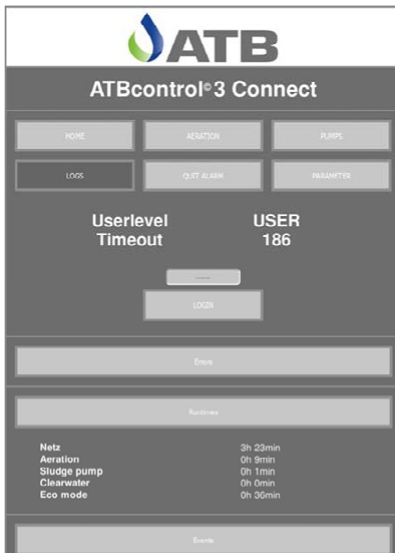 ATB
ATBcontrol©3 Connect
HOME AERATION PUMPS
LOGS QUIT ALARM PARAMETER
Userlevel USER
Timeout 186
LOGIN
Errors
Runtimes
Netz 3h 23min
Aeration 0h 9min
Sludge pump 0h 1min
Clearwater 0h 0min
Eco mode 0h 36min
Events